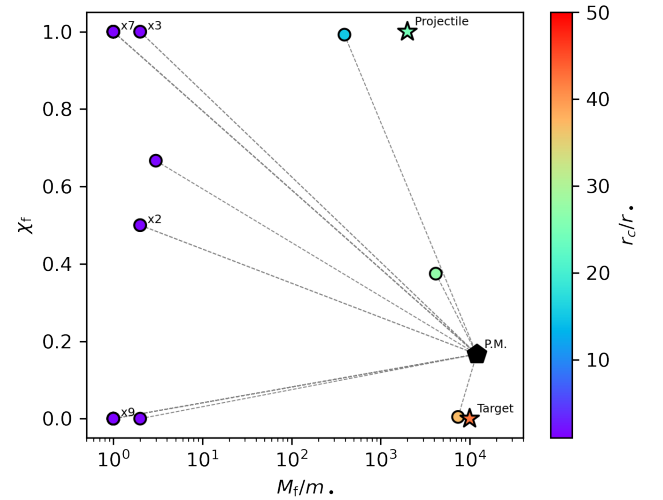 1.0
0.8
0.6
0.4
0.2
0.0
χf
x7
x3
x2
x9
Projectile
P.M.
Target
10⁰
10¹
10²
10³
10⁴
Mf/m•
50
40
30
20
10
rc/r•